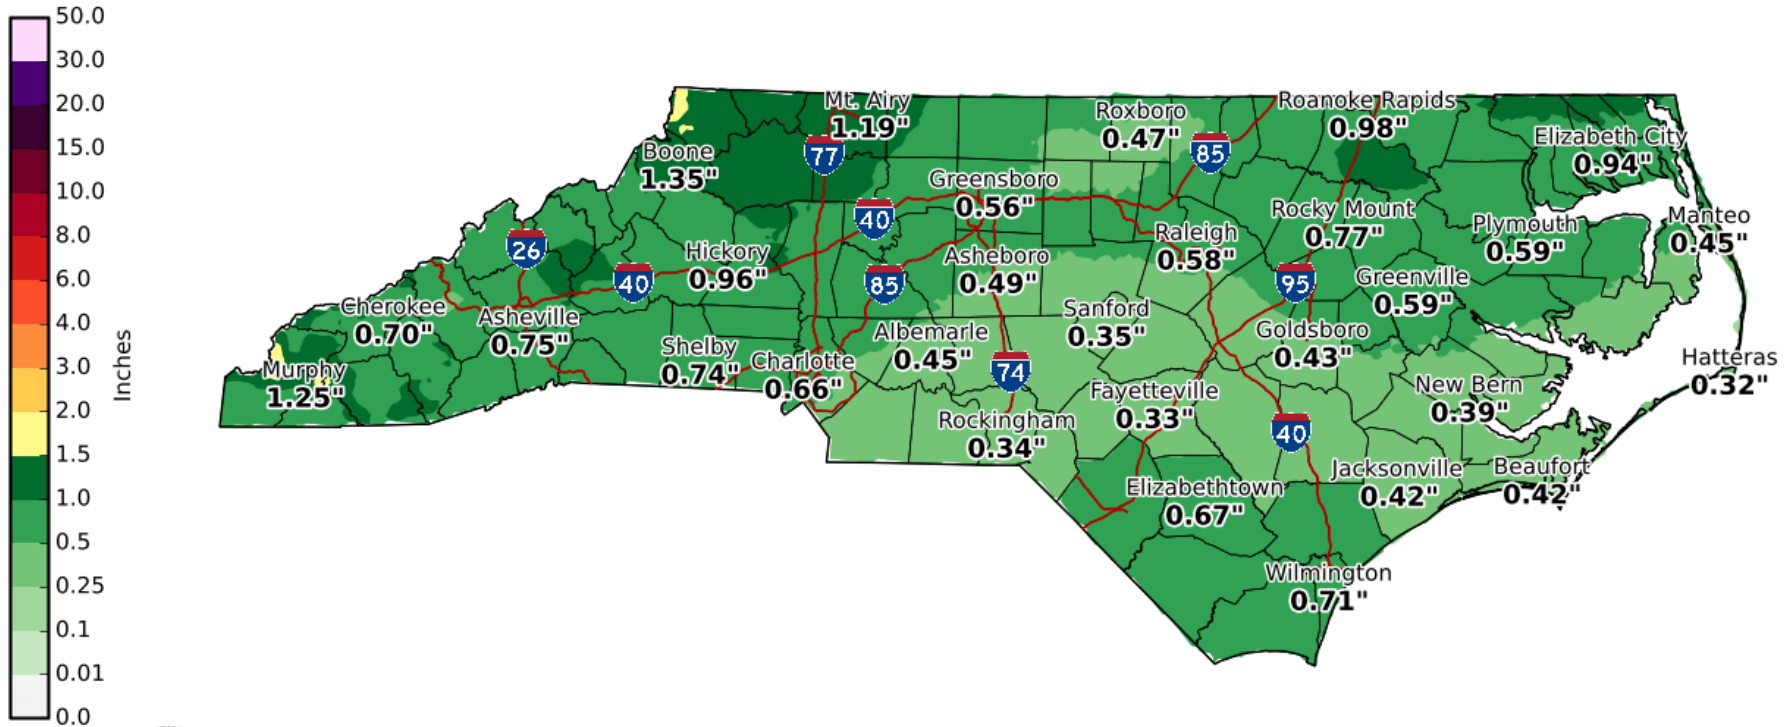 50.0
30.0
20.0
15.0
10.0
8.0
6.0
4.0
3.0
2.0
1.5
1.0
0.5
0.25
0.1
0.01
0.0
Inches
Mt. Airy
1.19"
Roxboro
0.47"
Roanoke Rapids
0.98"
Elizabeth City
0.94"
Boone
1.35"
77
85
Greensboro
0.56"
40
Rocky Mount
0.77"
Plymouth
0.59"
Manteo
0.45"
26
Hickory
0.96"
40
85
Asheboro
0.49"
Raleigh
0.58"
95
Greenville
0.59"
Cherokee
0.70"
Asheville
0.75"
Sanford
0.35"
Goldsboro
0.43"
Albemarle
0.45"
Shelby
0.74"
Charlotte
0.66"
74
Murphy
1.25"
Hatteras
0.32"
Fayetteville
0.33"
New Bern
0.39"
Rockingham
0.34"
40
Jacksonville
0.42"
Beaufort
0.42"
Elizabethtown
0.67"
Wilmington
0.71"